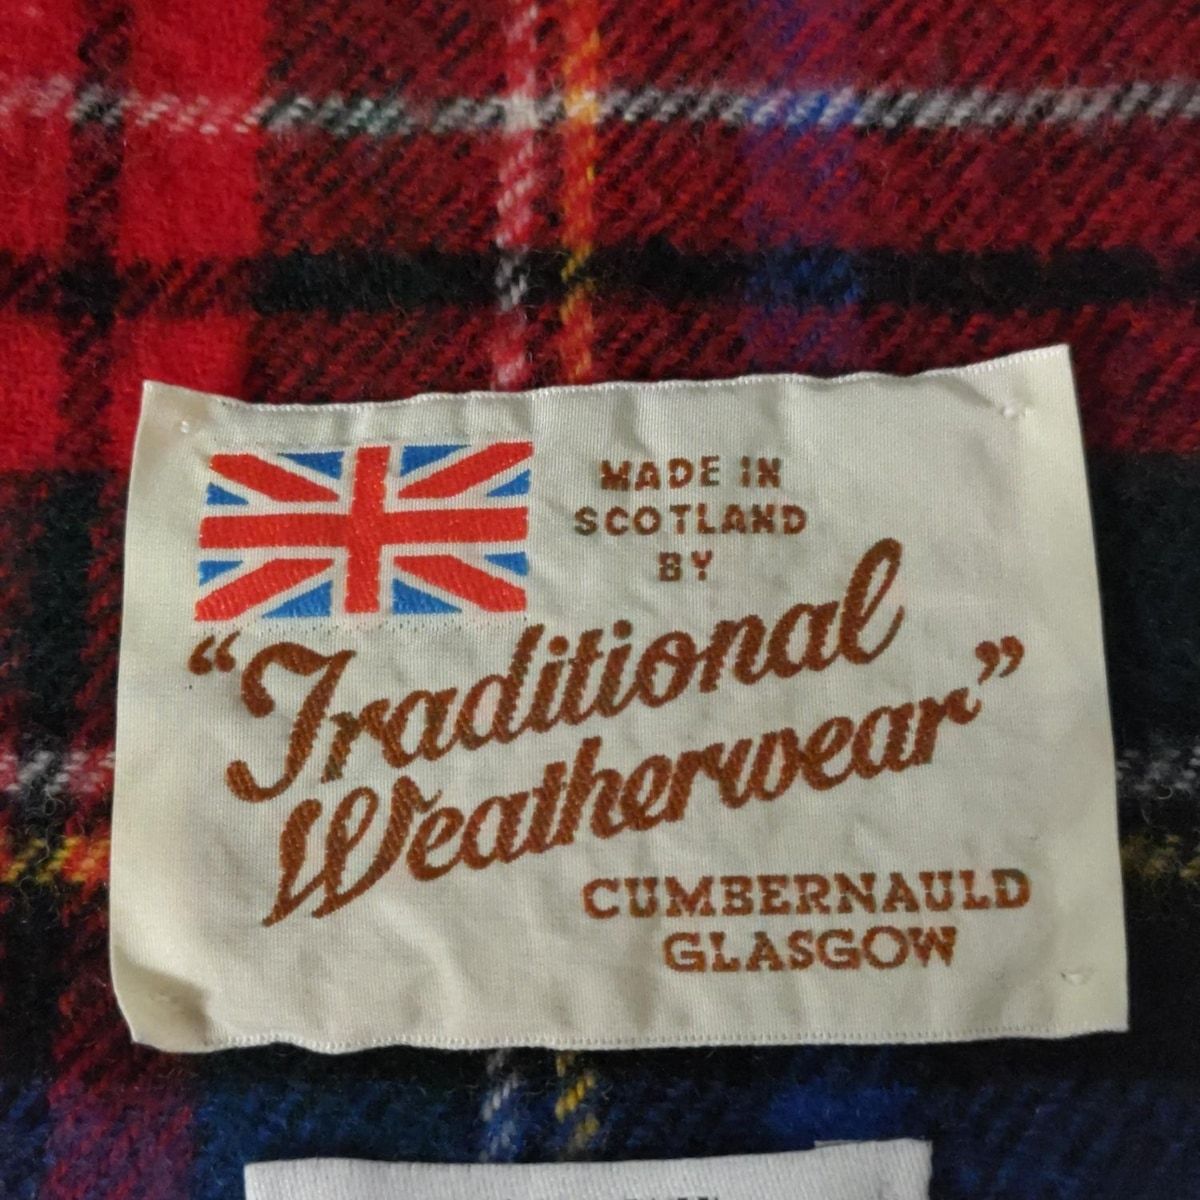 MADE IN
SCOTLAND
BY
“Traditional
Weatherwear”
CUMBERNAULD
GLASGOW